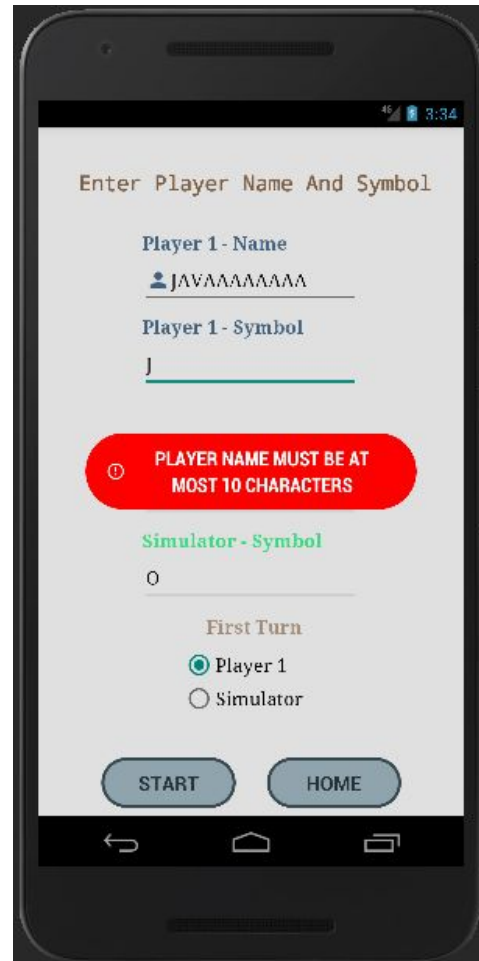 4G 3:34
Enter Player Name And Symbol
Player 1 - Name
Player 1 - Symbol
J
PLAYER NAME MUST BE AT
MOST 10 CHARACTERS
Simulator - Symbol
O
First Turn
Player 1
Simulator
START HOME